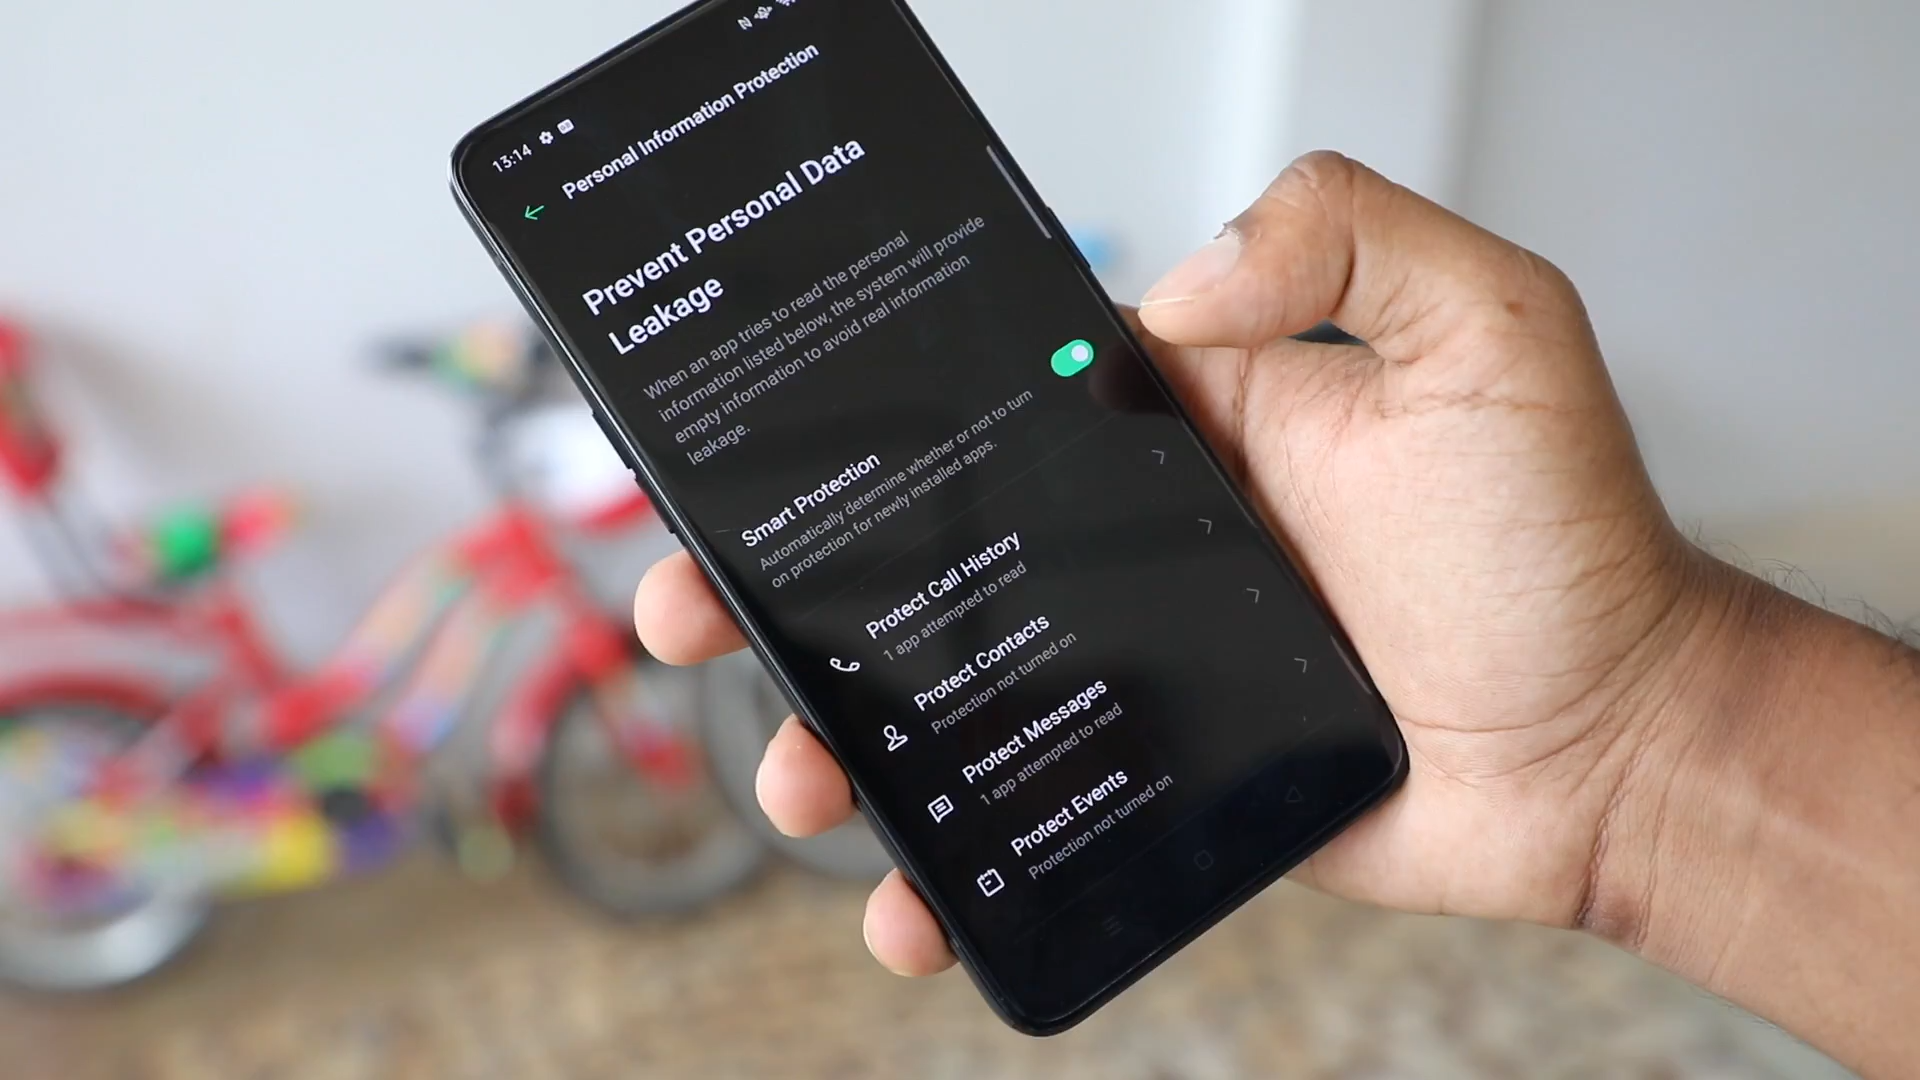 13:14
Personal Information Protection
Prevent Personal Data
Leakage
When an app tries to read the personal
information listed below, the system will provide
empty information to avoid real information
leakage.
Smart Protection
Automatically determine whether or not to turn
on protection for newly installed apps.
Protect Call History
1 app attempted to read
Protect Contacts
Protection not turned on
Protect Messages
1 app attempted to read
Protect Events
Protection not turned on